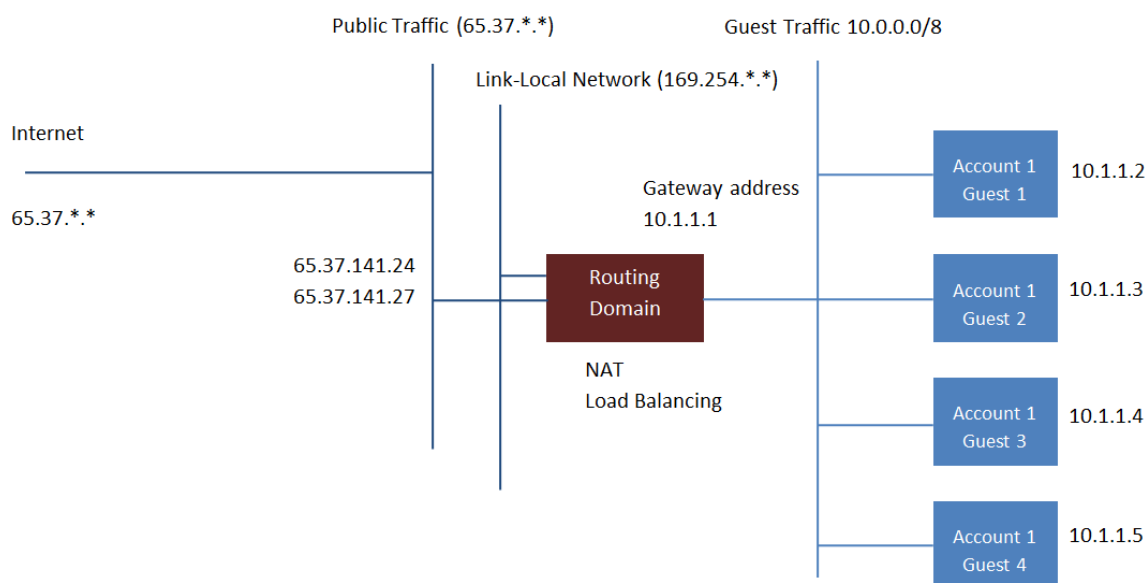 Public Traffic (65.37.*.*)
Guest Traffic 10.0.0.0/8
Link-Local Network (169.254.*.*)
Internet
65.37.*.*
65.37.141.24
65.37.141.27
Gateway address
10.1.1.1
Routing
Domain
NAT
Load Balancing
Account 1
Guest 1
10.1.1.2
Account 1
Guest 2
10.1.1.3
Account 1
Guest 3
10.1.1.4
Account 1
Guest 4
10.1.1.5